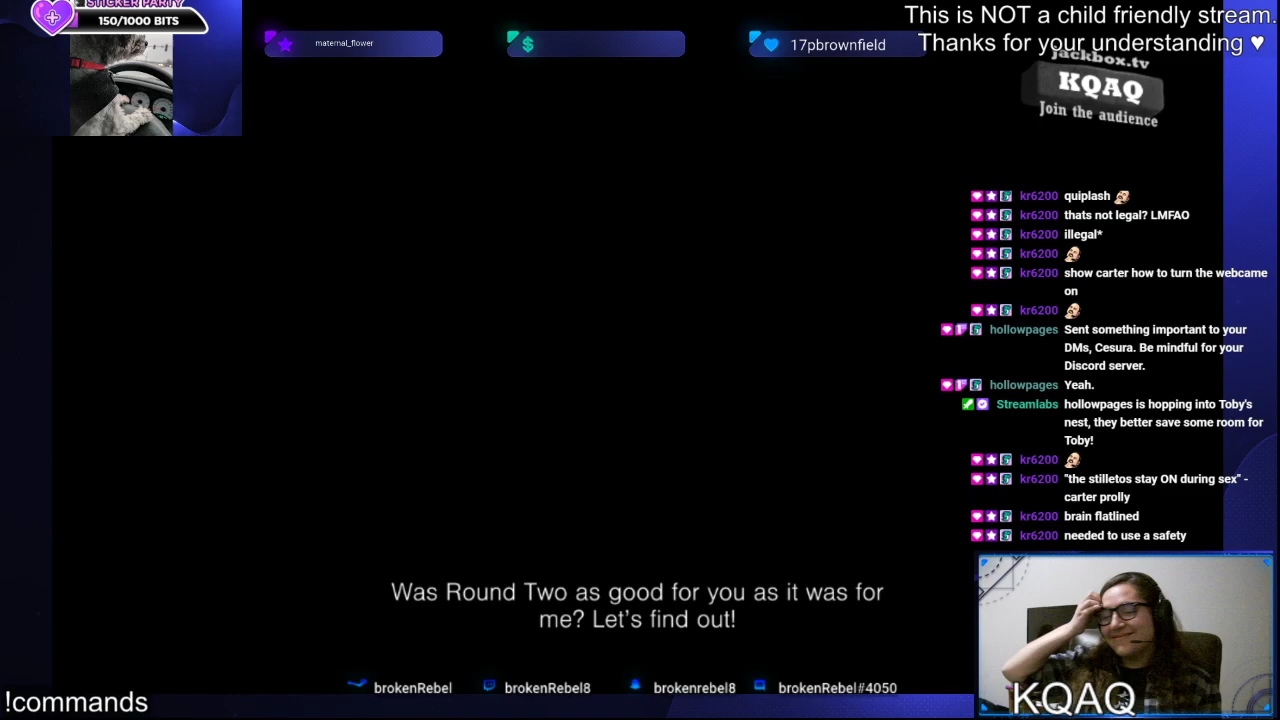 STICKER PARTY
150/1000 BITS
maternal_flower
17pbrownfield
This is NOT a child friendly stream.
Thanks for your understanding ♥
jackbox.tv
KQAQ
Join the audience
kr6200 quiplash
kr6200 thats not legal? LMFAO
kr6200 illegal*
kr6200
kr6200 show carter how to turn the webcame
on
kr6200
hollowpages Sent something important to your
DMs, Cesura. Be mindful for your
Discord server.
hollowpages Yeah.
Streamlabs hollowpages is hopping into Toby's
nest, they better save some room for
Toby!
kr6200
kr6200 "the stilletos stay ON during sex" -
carter prolly
kr6200 brain flatlined
kr6200 needed to use a safety
Was Round Two as good for you as it was for
me? Let's find out!
brokenRebel
brokenRebel8
brokenrebel8
brokenRebel#4050
!commands
KQAQ